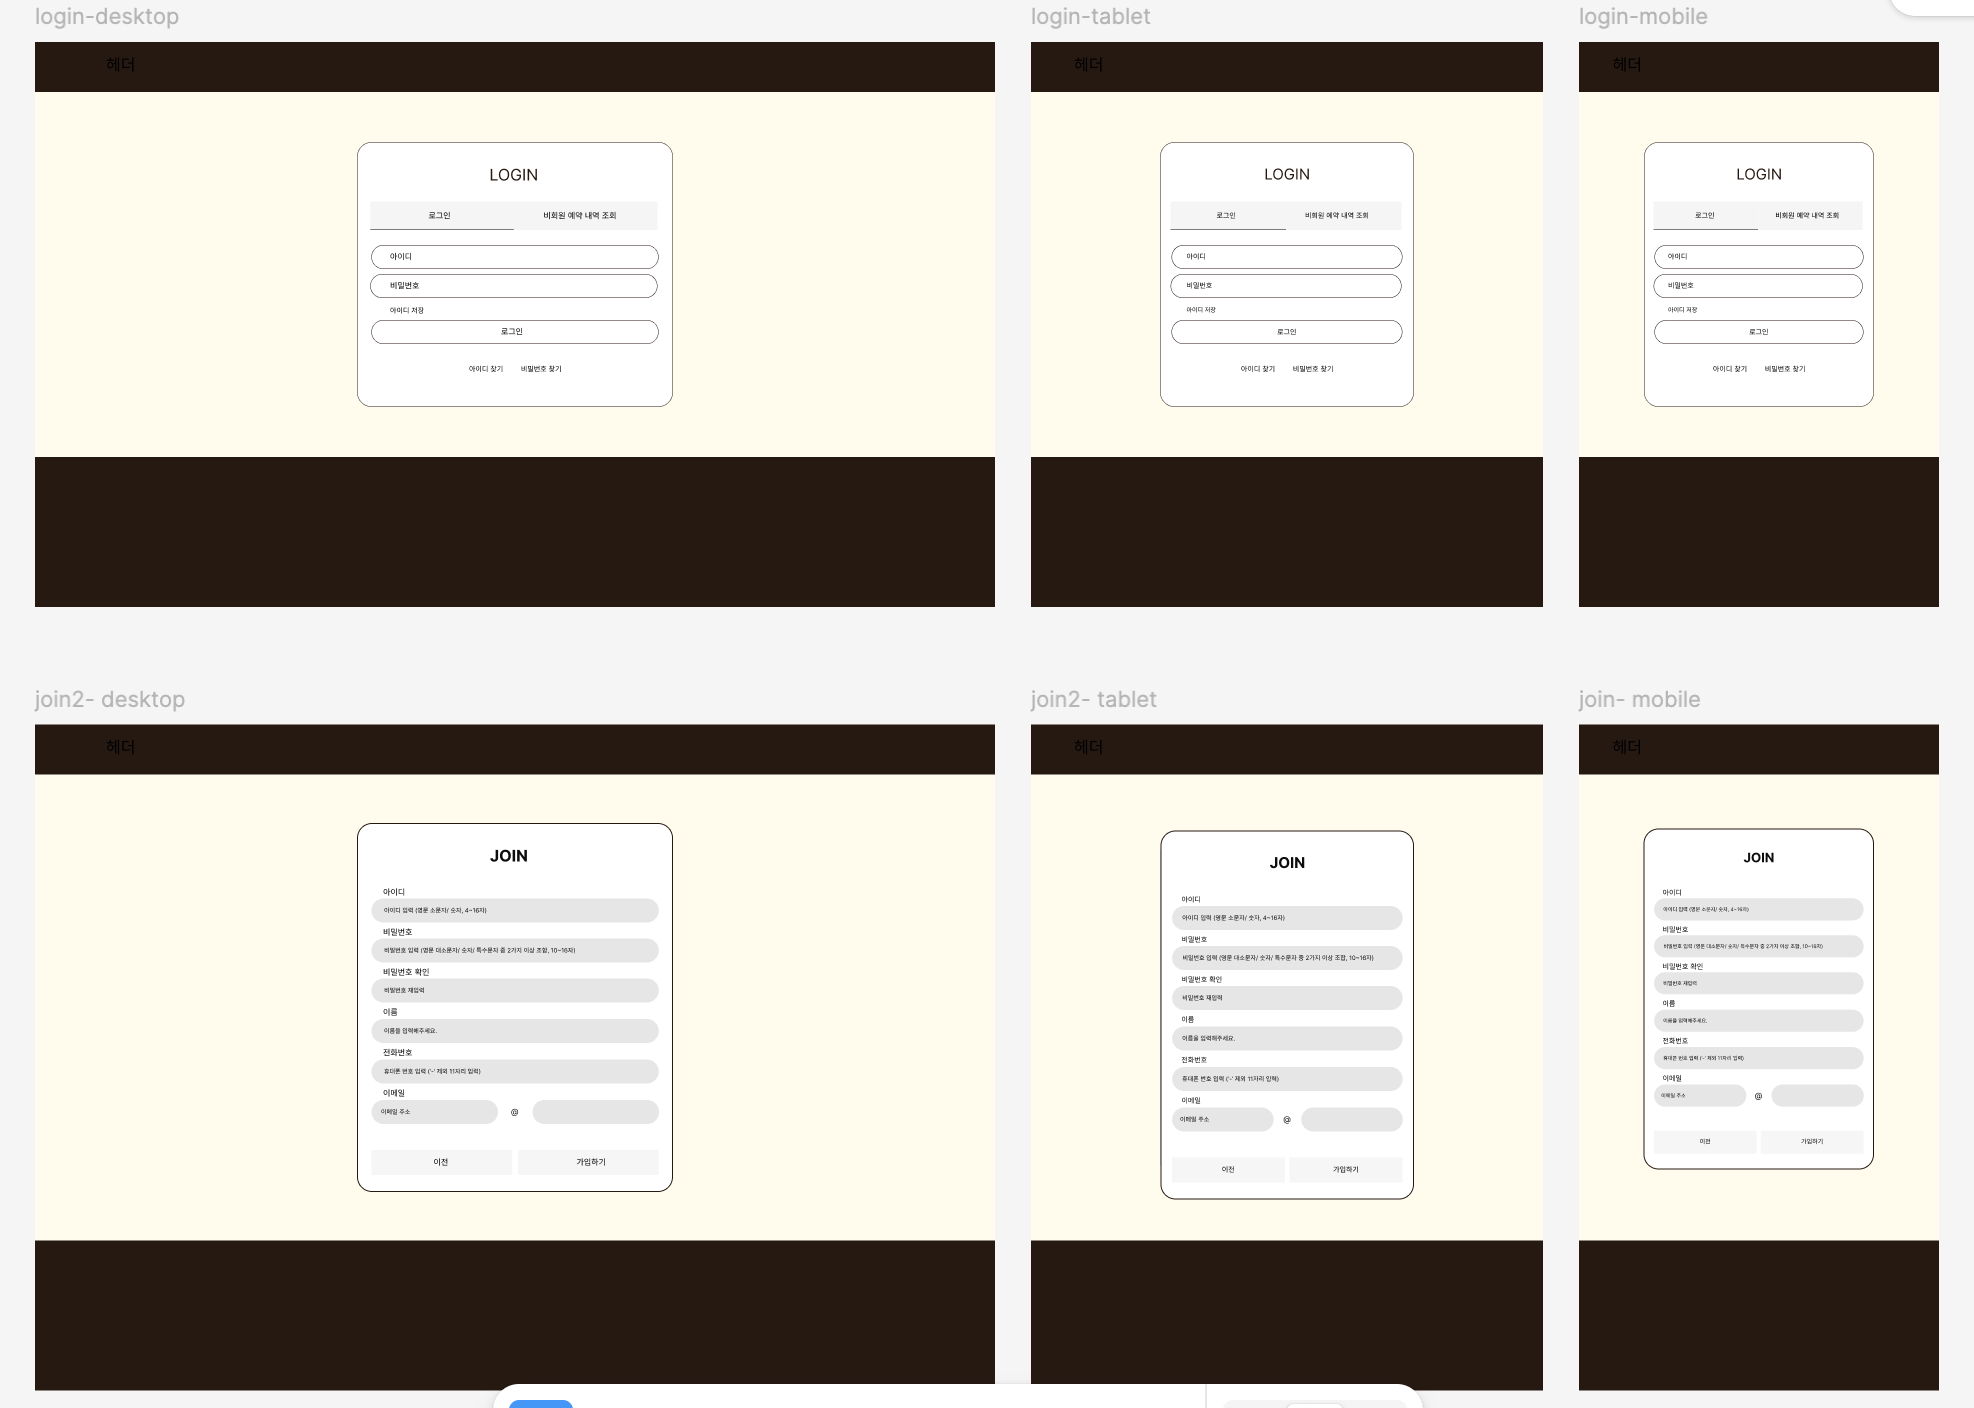 login-desktop
헤더
LOGIN
로그인 비회원 예약 내역 조회
아이디
비밀번호
아이디 저장
로그인
아이디 찾기 비밀번호 찾기
login-tablet
헤더
LOGIN
로그인 비회원 예약 내역 조회
아이디
비밀번호
아이디 저장
로그인
아이디 찾기 비밀번호 찾기
login-mobile
헤더
LOGIN
로그인 비회원 예약 내역 조회
아이디
비밀번호
아이디 저장
로그인
아이디 찾기 비밀번호 찾기
join2- desktop
헤더
JOIN
아이디
아이디 입력 (영문 소문자/ 숫자, 4~16자)
비밀번호
비밀번호 입력 (영문 대소문자/ 숫자/ 특수문자 중 2가지 이상 조합, 10~16자)
비밀번호 확인
비밀번호 재입력
이름
이름을 입력해주세요.
전화번호
휴대폰 번호 입력 ('-' 제외 11자리 입력)
이메일
이메일 주소 @
이전 가입하기
join2- tablet
헤더
JOIN
아이디
아이디 입력 (영문 소문자/ 숫자, 4~16자)
비밀번호
비밀번호 입력 (영문 대소문자/ 숫자/ 특수문자 중 2가지 이상 조합, 10~16자)
비밀번호 확인
비밀번호 재입력
이름
이름을 입력해주세요.
전화번호
휴대폰 번호 입력 ('-' 제외 11자리 입력)
이메일
이메일 주소 @
이전 가입하기
join- mobile
헤더
JOIN
아이디
아이디 입력 (영문 소문자/ 숫자, 4~16자)
비밀번호
비밀번호 입력 (영문 대소문자/ 숫자/ 특수문자 중 2가지 이상 조합, 10~16자)
비밀번호 확인
비밀번호 재입력
이름
이름을 입력해주세요.
전화번호
휴대폰 번호 입력 ('-' 제외 11자리 입력)
이메일
이메일 주소 @
이전 가입하기